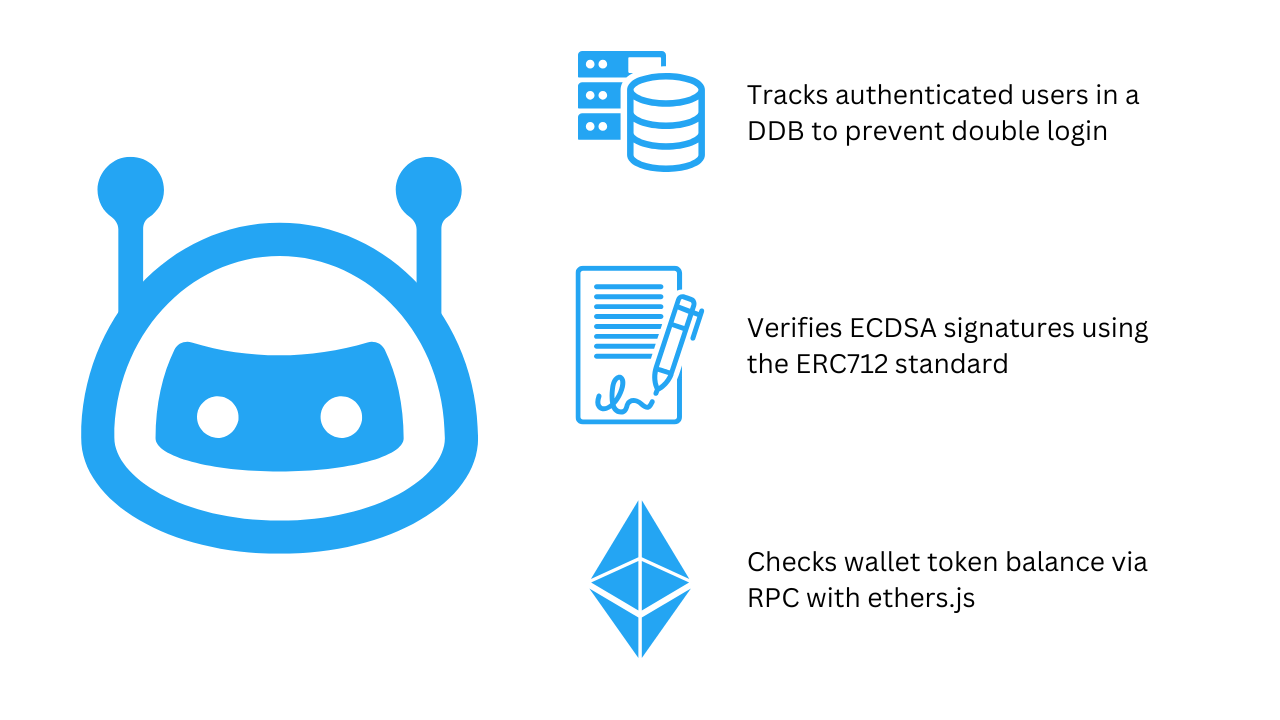 Tracks authenticated users in a
DDB to prevent double login
Verifies ECDSA signatures using
the ERC712 standard
Checks wallet token balance via
RPC with ethers.js